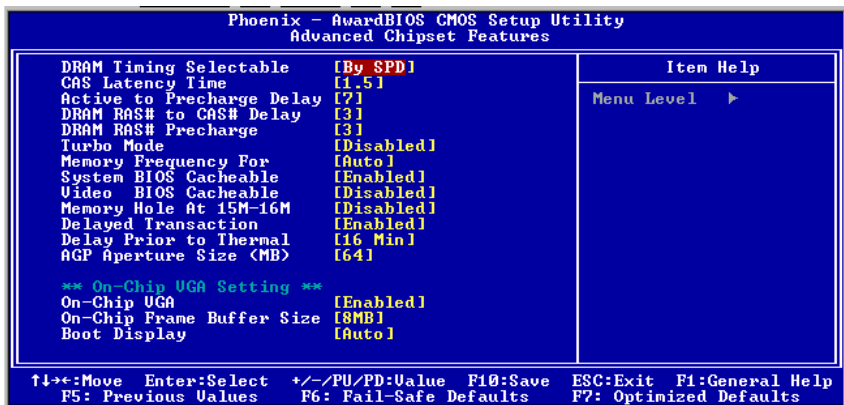 Phoenix - AwardBIOS CMOS Setup Utility
Advanced Chipset Features
DRAM Timing Selectable [By SPD]
CAS Latency Time [1.5]
Active to Precharge Delay [7]
DRAM RAS# to CAS# Delay [3]
DRAM RAS# Precharge [3]
Turbo Mode [Disabled]
Memory Frequency For [Auto]
System BIOS Cacheable [Enabled]
Video BIOS Cacheable [Disabled]
Memory Hole At 15M-16M [Disabled]
Delayed Transaction [Enabled]
Delay Prior to Thermal [16 Min]
AGP Aperture Size (MB) [64]
** On-Chip VGA Setting **
On-Chip VGA [Enabled]
On-Chip Frame Buffer Size [8MB]
Boot Display [Auto]
Item Help
Menu Level ►
↑↓→←:Move Enter:Select +/-/PU/PD:Value F10:Save ESC:Exit F1:General Help
F5: Previous Values F6: Fail-Safe Defaults F7: Optimized Defaults